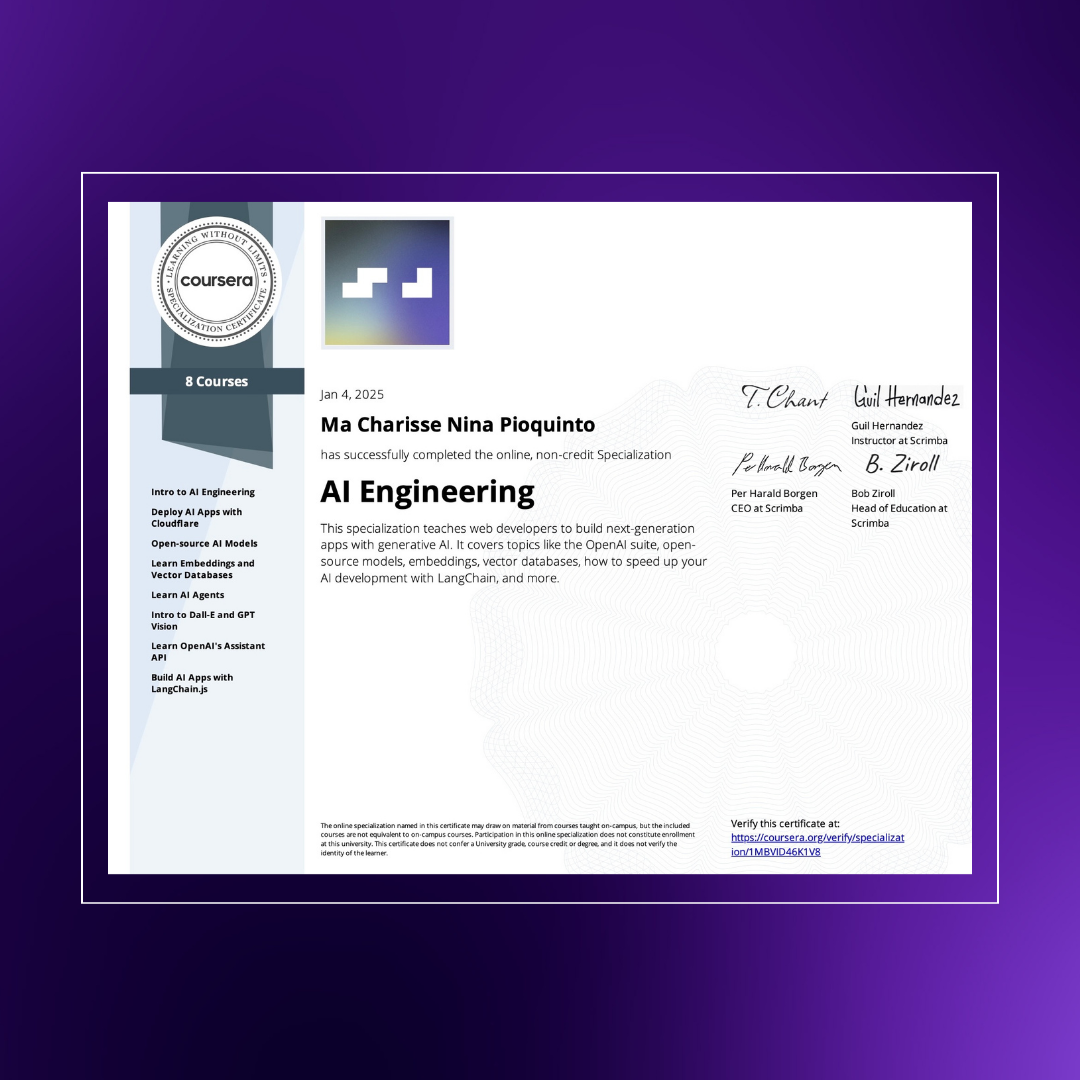 LEARNING WITHOUT LIMITS
coursera
SPECIALIZATION CERTIFICATE
8 Courses
Intro to AI Engineering
Deploy AI Apps with
Cloudflare
Open-source AI Models
Learn Embeddings and
Vector Databases
Learn AI Agents
Intro to Dall-E and GPT
Vision
Learn OpenAI's Assistant
API
Build AI Apps with
LangChain.js
Jan 4, 2025
Ma Charisse Nina Pioquinto
has successfully completed the online, non-credit Specialization
AI Engineering
This specialization teaches web developers to build next-generation
apps with generative AI. It covers topics like the OpenAI suite, open-
source models, embeddings, vector databases, how to speed up your
AI development with LangChain, and more.
T. Chant
Guil Hernandez
Guil Hernandez
Instructor at Scrimba
Per Harald Borgen
Per Harald Borgen
CEO at Scrimba
B. Ziroll
Bob Ziroll
Head of Education at
Scrimba
The online specialization named in this certificate may draw on material from courses taught on-campus, but the included
courses are not equivalent to on-campus courses. Participation in this online specialization does not constitute enrollment
at this university. This certificate does not confer a University grade, course credit or degree, and it does not verify the
identity of the learner.
Verify this certificate at:
https://coursera.org/verify/specializat
ion/1MBVID46K1V8